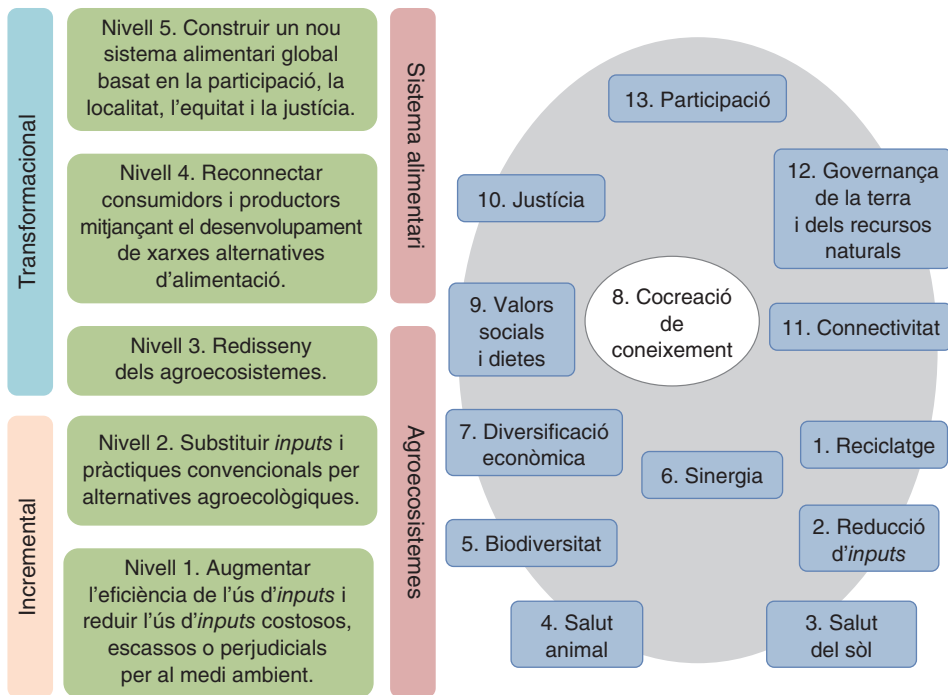 Transformacional
Incremental
Nivell 5. Construir un nou
sistema alimentari global
basat en la participació, la
localitat, l’equitat i la justícia.
Nivell 4. Reconnectar
consumidors i productors
mitjançant el desenvolupament
de xarxes alternatives
d’alimentació.
Nivell 3. Redisseny
dels agroecosistemes.
Nivell 2. Substituir inputs i
pràctiques convencionals per
alternatives agroecològiques.
Nivell 1. Augmentar
l’eficiència de l’ús d’inputs i
reduir l’ús d’inputs costosos,
escassos o perjudicials
per al medi ambient.
Sistema alimentari
Agroecosistemes
13. Participació
10. Justícia
12. Governança
de la terra
i dels recursos
naturals
9. Valors
socials
i dietes
8. Cocreació
de
coneixement
11. Connectivitat
7. Diversificació
econòmica
6. Sinergia
1. Reciclatge
5. Biodiversitat
2. Reducció
d’inputs
4. Salut
animal
3. Salut
del sòl